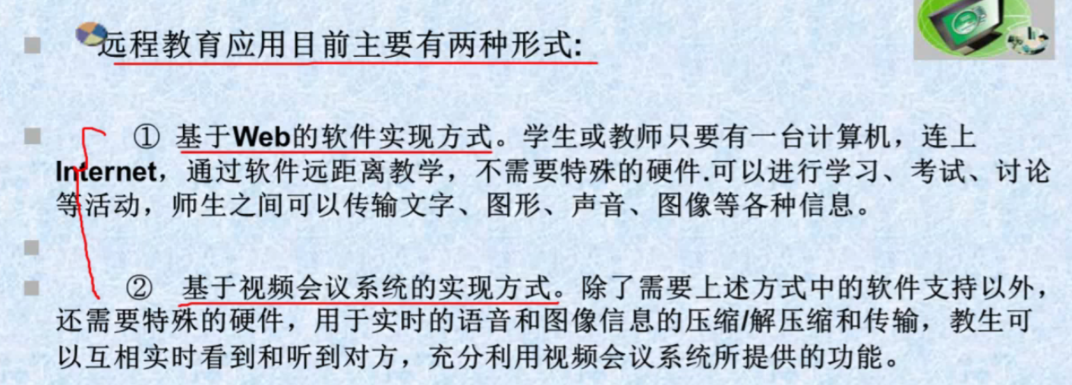 远程教育应用目前主要有两种形式:
① 基于Web的软件实现方式。学生或教师只要有一台计算机，连上
Internet，通过软件远距离教学，不需要特殊的硬件.可以进行学习、考试、讨论
等活动，师生之间可以传输文字、图形、声音、图像等各种信息。
② 基于视频会议系统的实现方式。除了需要上述方式中的软件支持以外，
还需要特殊的硬件，用于实时的语音和图像信息的压缩/解压缩和传输，教生可
以互相实时看到和听到对方，充分利用视频会议系统所提供的功能。